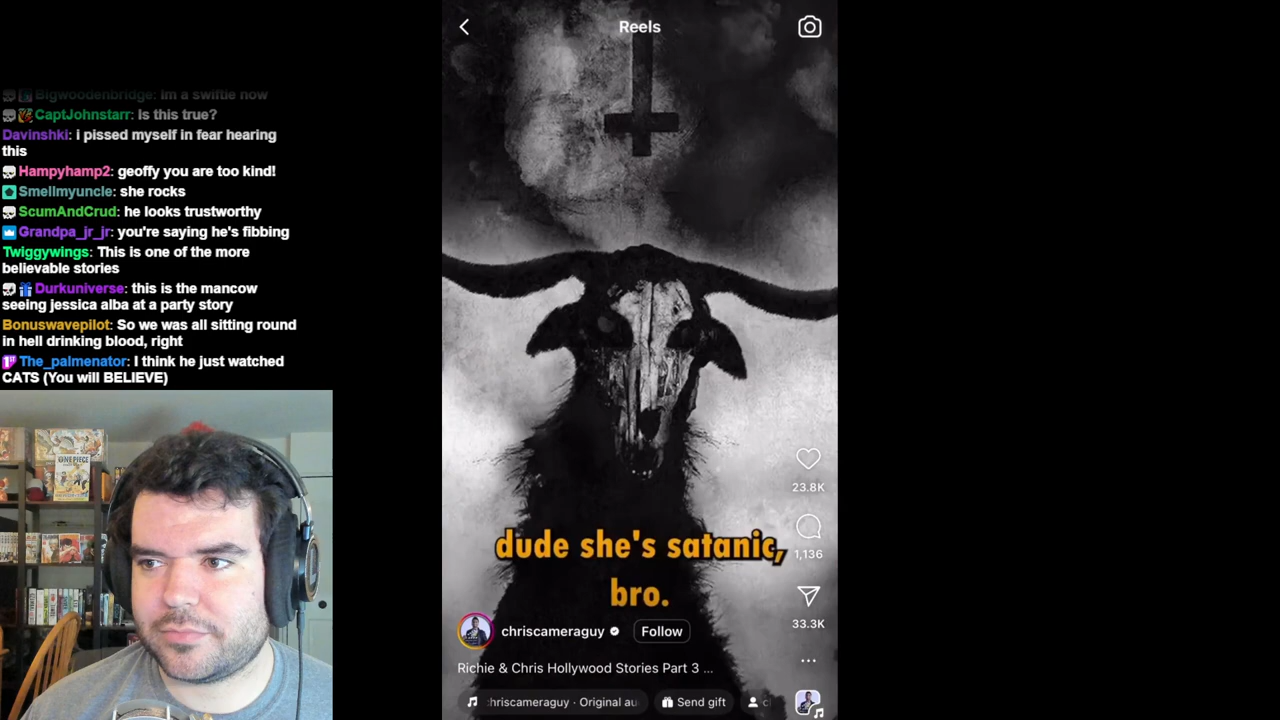 Bigwoodenbridge: im a swiftie now
CaptJohnstarr: Is this true?
Davinshki: i pissed myself in fear hearing
this
Hampyhamp2: geoffy you are too kind!
Smellmyuncle: she rocks
ScumAndCrud: he looks trustworthy
Grandpa_jr_jr: you're saying he's fibbing
Twiggywings: This is one of the more
believable stories
Durkuniverse: this is the mancow
seeing jessica alba at a party story
Bonuswavepilot: So we was all sitting round
in hell drinking blood, right
The_palmenator: I think he just watched
CATS (You will BELIEVE)
ONE PIECE
Reels
23.8K
dude she's satanic,
bro.
1,136
33.3K
chriscameraguy
Follow
Richie & Chris Hollywood Stories Part 3 ...
chriscameraguy · Original au
Send gift
c